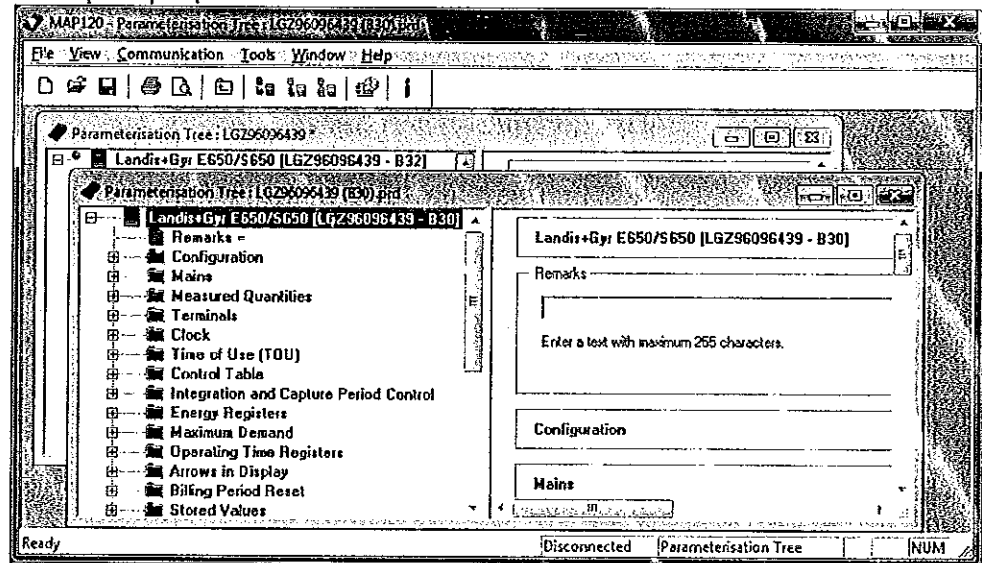 MAP120 - Parameterisation Tree : LGZ96096439 (B30).prd
File View Communication Tools Window Help
Parameterisation Tree : LGZ96096439 *
Landis+Gyr E650/S650 [LGZ96096439 - B32]
Parameterisation Tree : LGZ96096439 (B30).prd
Landis+Gyr E650/S650 [LGZ96096439 - B30]
Remarks =
Configuration
Mains
Measured Quantities
Terminals
Clock
Time of Use (TOU)
Control Table
Integration and Capture Period Control
Energy Registers
Maximum Demand
Operating Time Registers
Arrows in Display
Billing Period Reset
Stored Values
Landis+Gyr E650/S650 [LGZ96096439 - B30]
Remarks
Enter a text with maximum 255 characters.
Configuration
Mains
Ready Disconnected Parameterisation Tree NUM